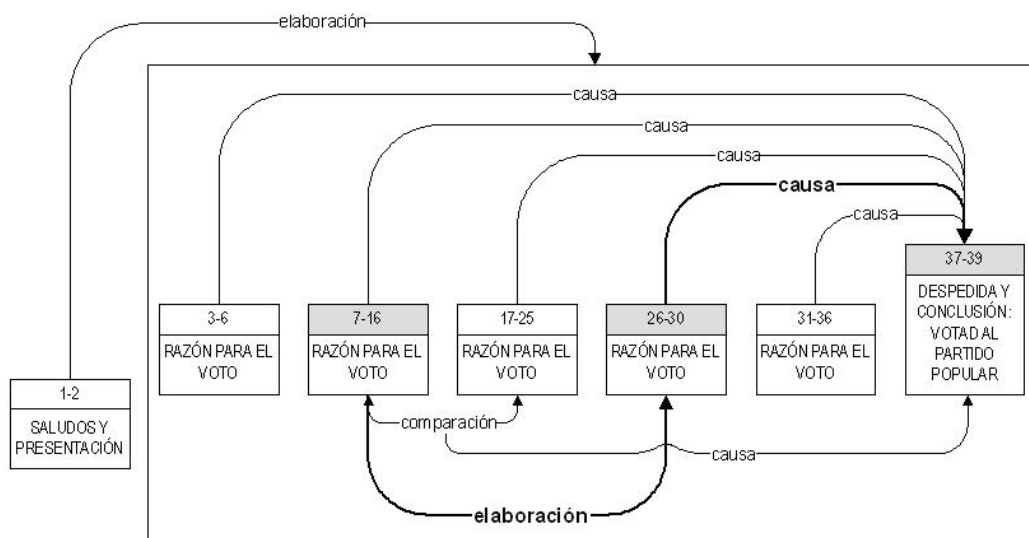 elaboración
causa
causa
causa
causa
causa
37-39
DESPEDIDA Y
CONCLUSIÓN:
VOTAD AL
PARTIDO
POPULAR
3-6
RAZÓN PARA EL
VOTO
7-16
RAZÓN PARA EL
VOTO
17-25
RAZÓN PARA EL
VOTO
26-30
RAZÓN PARA EL
VOTO
31-36
RAZÓN PARA EL
VOTO
1-2
SALUDOS Y
PRESENTACIÓN
comparación
causa
elaboración